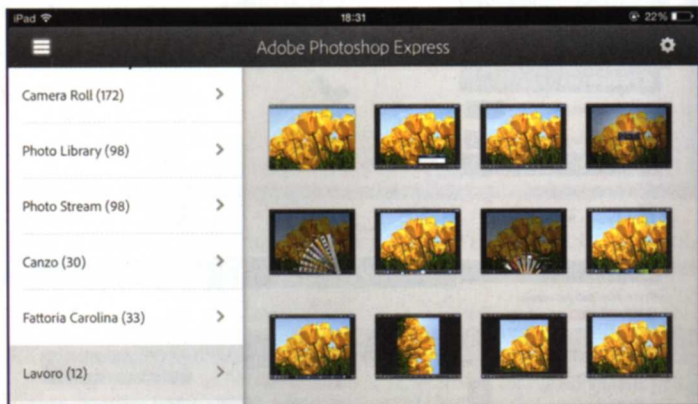 iPad 18:31 22%
Adobe Photoshop Express
Camera Roll (172)
Photo Library (98)
Photo Stream (98)
Canzo (30)
Fattoria Carolina (33)
Lavoro (12)